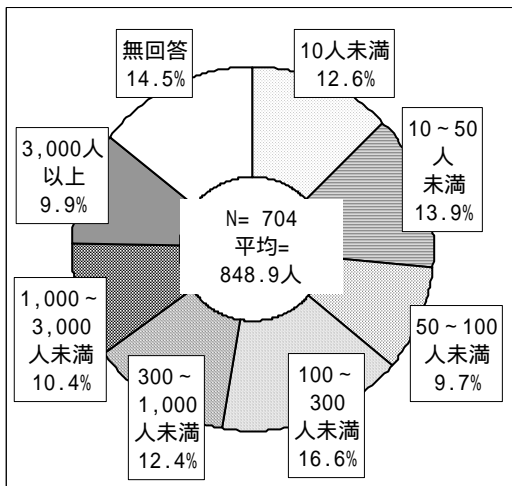 無回答
14.5%
10人未満
12.6%
10~50
人
未満
13.9%
50~100
人未満
9.7%
100~
300
人未満
16.6%
300~
1,000
人未満
12.4%
1,000~
3,000
人未満
10.4%
3,000人
以上
9.9%
N= 704
平均=
848.9人